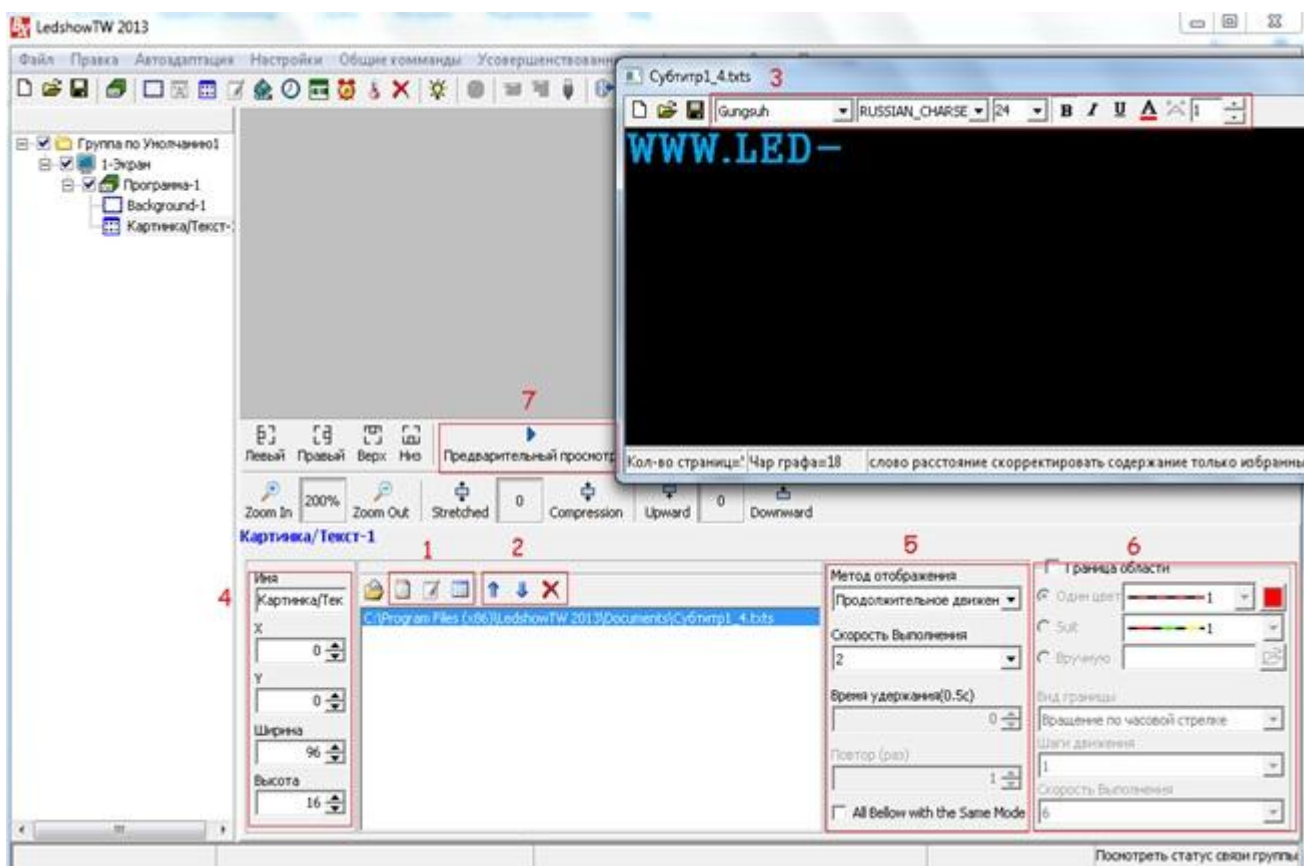 LedshowTW 2013
Файл Правка Автоадаптация Настройки Общие комманды Усовершенствованн
Субтитр1_4.txts 3
Gungsuh RUSSIAN_CHARSE 24 B I U A 1
WWW.LED-
Группа по Умолчанию1
1-Экран
Программа-1
Background-1
Картинка/Текст-
7
Левый Правый Верх Низ Предварительный просмотр
Кол-во страниц= Чар графа=18 слово расстояние скорректировать содержание только избранны
Zoom In 200% Zoom Out Stretched 0 Compression Upward 0 Downward
Картинка/Текст-1
1 2 5 6
4
Имя
Картинка/Тек
X
0
Y
0
Ширина
96
Высота
16
C:\Program Files (x86)\LedshowTW 2013\Documents\Субтитр1_4.txts
Метод отображения
Продолжительное движен
Скорость Выполнения
2
Время удержания(0.5с)
0
Повтор (раз)
1
All Bellow with the Same Mode
Граница области
Один цвет 1
Suit 1
Вручную
Вид границы
Вращение по часовой стрелке
Шаги движения
1
Скорость Выполнения
6
Посмотреть статус связи группы